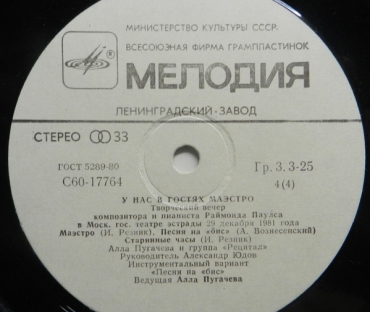 МИНИСТЕРСТВО КУЛЬТУРЫ СССР
ВСЕСОЮЗНАЯ ФИРМА ГРАМПЛАСТИНОК
МЕЛОДИЯ
ЛЕНИНГРАДСКИЙ·ЗАВОД
СТЕРЕО 33
ГОСТ 5289-80
Гр. 3. 3-25
С60-17764
4(4)
У НАС В ГОСТЯХ МАЭСТРО
Творческий вечер
композитора и пианиста Раймонда Паулса
в Моск. гос. театре эстрады 29 декабря 1981 года
Маэстро (И. Резник), Песня на «бис» (А. Вознесенский)
Старинные часы (И. Резник)
Алла Пугачева и группа «Рецитал»
Руководитель Александр Юдов
Инструментальный вариант
«Песни на «бис»
Ведущая Алла Пугачева